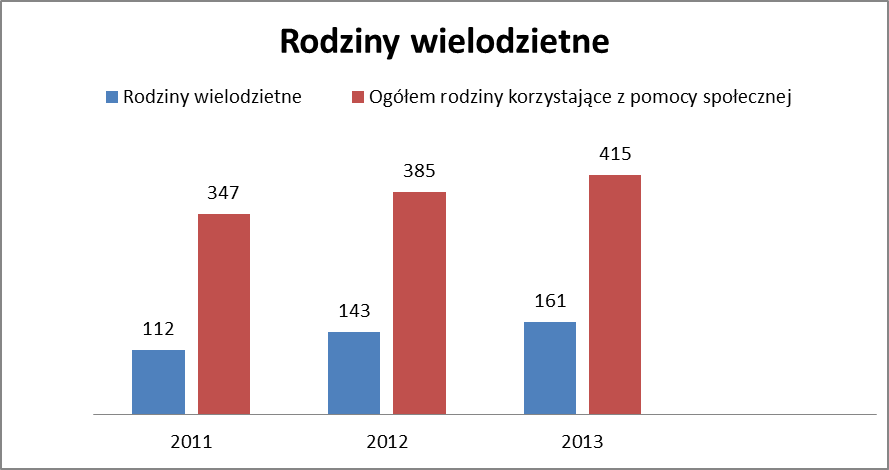 Rodziny wielodzietne
Rodziny wielodzietne Ogółem rodziny korzystające z pomocy społecznej
415
385
347
161
143
112
2011 2012 2013